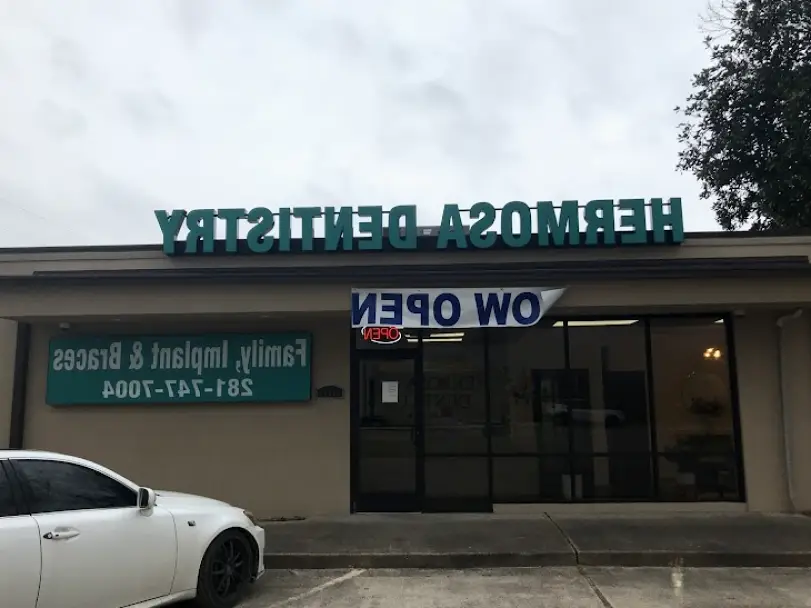 HERMOSA DENTISTRY
OW OPEN
OPEN
Family, Implant & Braces
281-747-7004